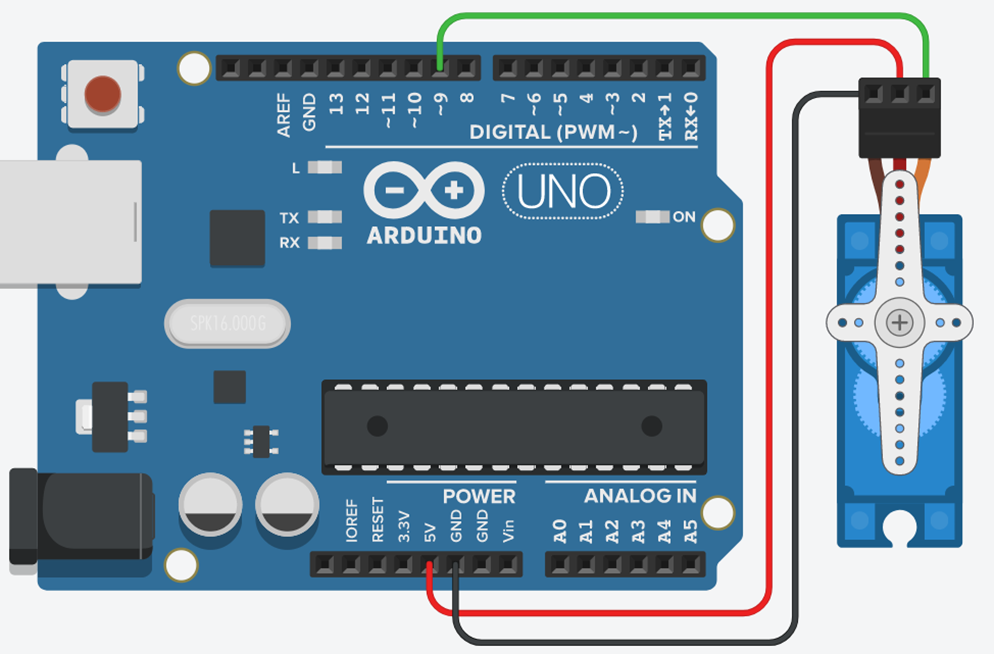 AREF
GND
13
12
~11
~10
~9
8
7
~6
~5
4
~3
2
TX→1
RX←0
DIGITAL (PWM~)
L
TX
RX
UNO
ARDUINO
ON
SPK16.000G
POWER
ANALOG IN
IOREF
RESET
3.3V
5V
GND
GND
Vin
A0
A1
A2
A3
A4
A5